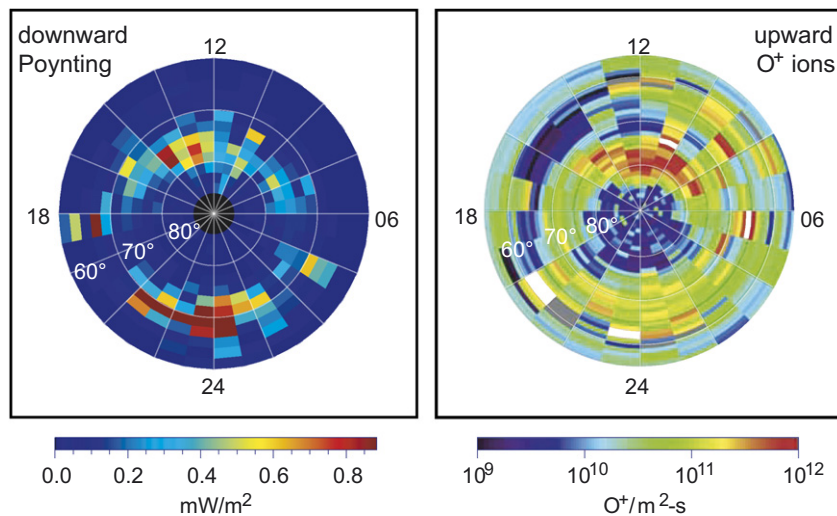 downward
Poynting
12
18
06
80°
70°
60°
24
0.0 0.2 0.4 0.6 0.8
mW/m²
upward
O⁺ ions
12
18
06
80°
70°
60°
24
10⁹ 10¹⁰ 10¹¹ 10¹²
O⁺/m²-s